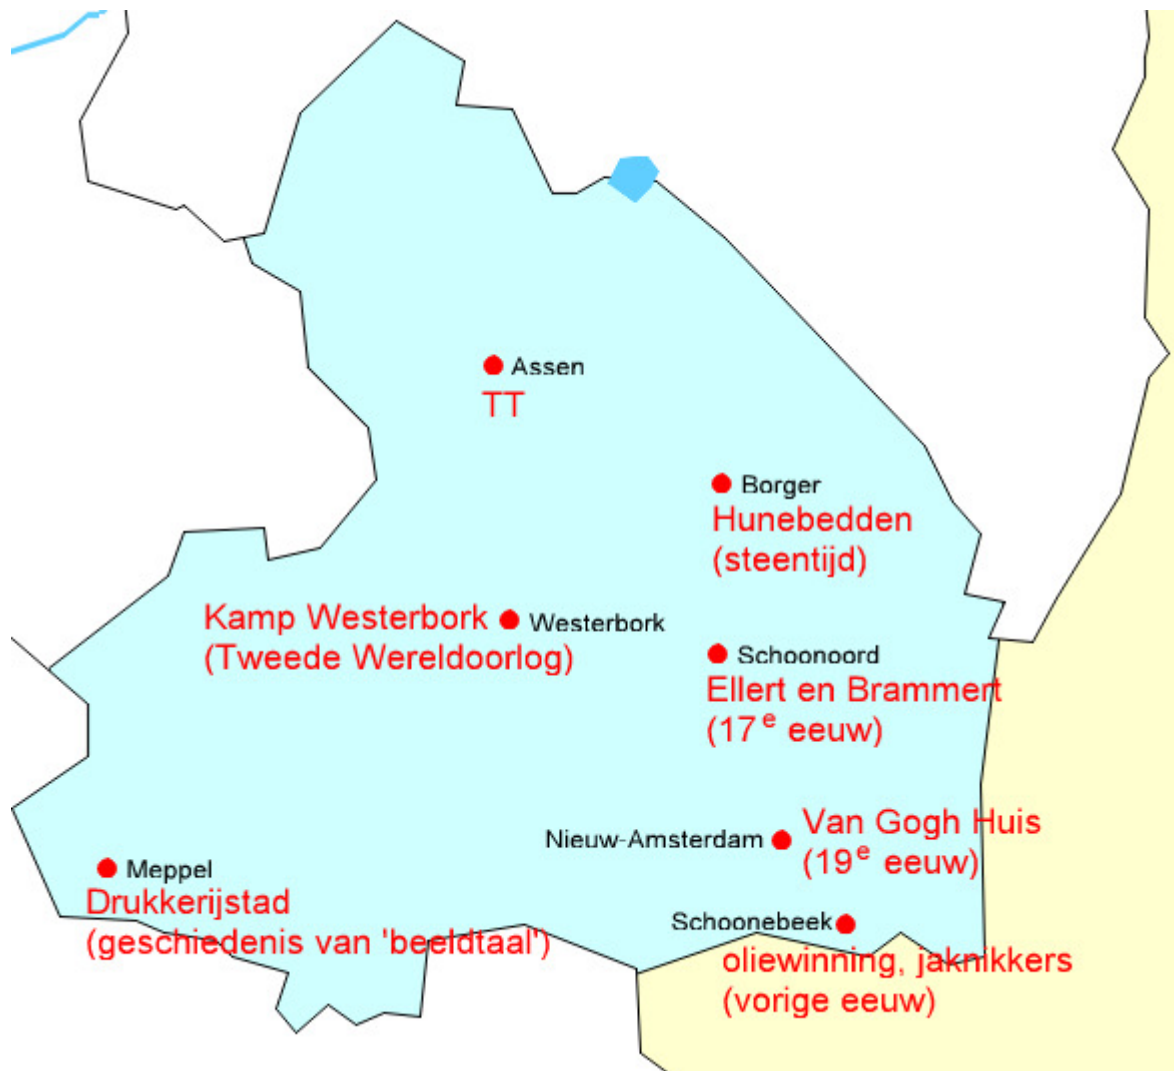 Assen
TT
Borger
Hunebedden
(steentijd)
Kamp Westerbork
(Tweede Wereldoorlog)
Westerbork
Schoonoord
Ellert en Brammert
(17e eeuw)
Nieuw-Amsterdam
Van Gogh Huis
(19e eeuw)
Meppel
Drukkerijstad
(geschiedenis van 'beeldtaal')
Schoonebeek
oliewinning, jaknikkers
(vorige eeuw)